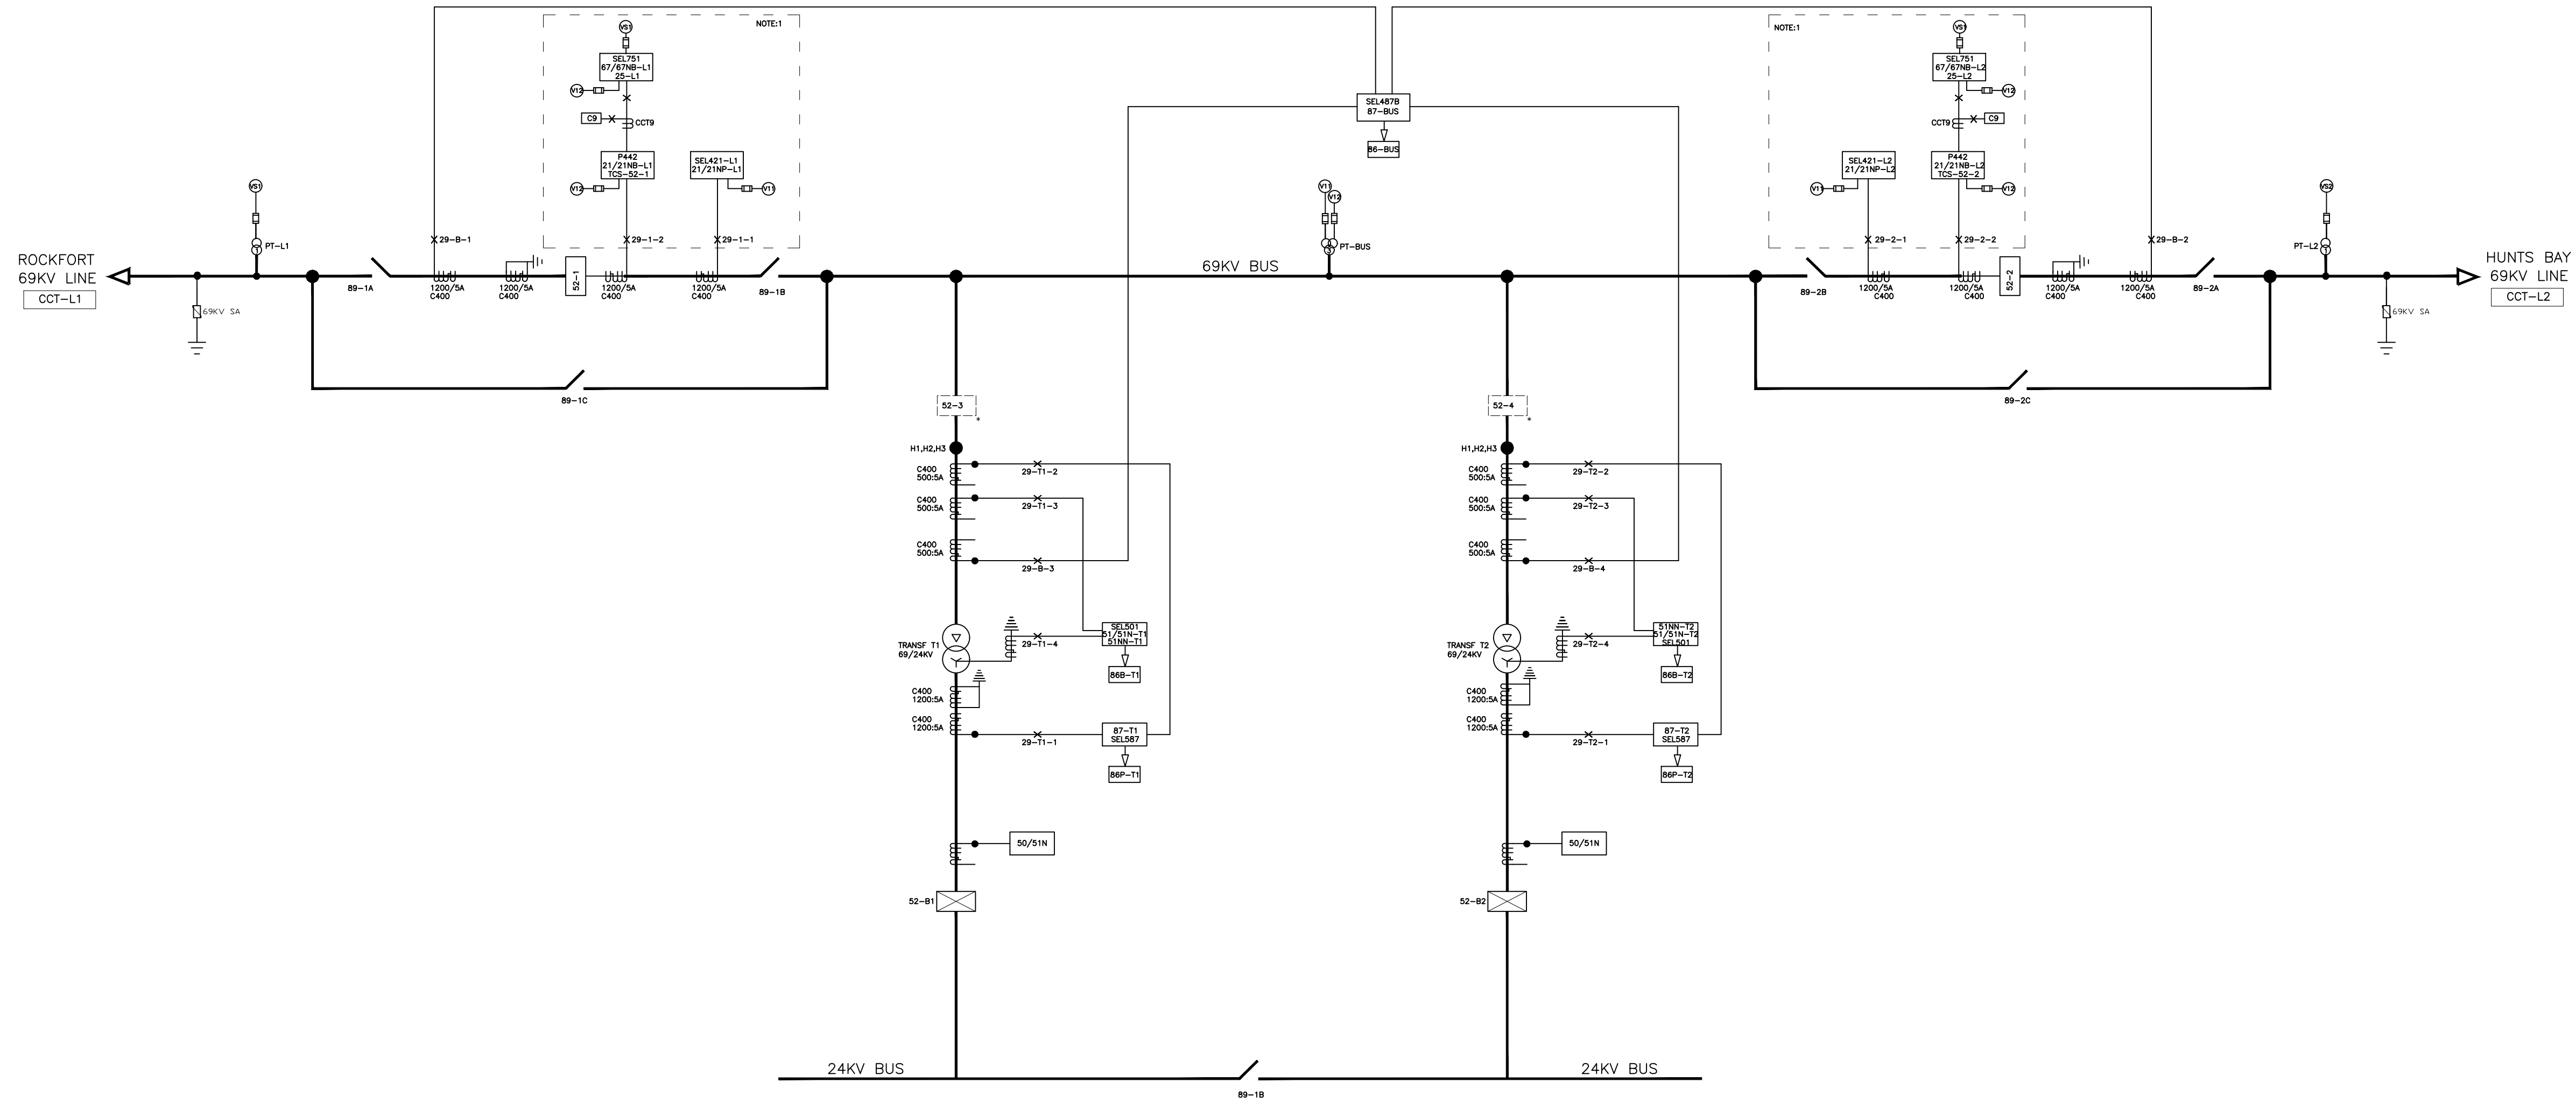 NOTE:1
VS1
SEL751
67/67NB-L1
25-L1
V12
C9
CCT9
P442
21/21NB-L1
TCS-52-1
V12
SEL421-L1
21/21NP-L1
V11
29-1-2
29-1-1
SEL487B
87-BUS
86-BUS
NOTE:1
VS1
SEL751
67/67NB-L2
25-L2
V12
CCT9
C9
SEL421-L2
21/21NP-L2
V11
P442
21/21NB-L2
TCS-52-2
V12
29-2-1
29-2-2
VS1
PT-L1
29-B-1
V11
V12
PT-BUS
29-B-2
VS2
PT-L2
ROCKFORT
69KV LINE
CCT-L1
69KV SA
89-1A
1200/5A
C400
1200/5A
C400
52-1
1200/5A
C400
1200/5A
C400
89-1B
69KV BUS
89-2B
1200/5A
C400
1200/5A
C400
52-2
1200/5A
C400
1200/5A
C400
89-2A
69KV SA
HUNTS BAY
69KV LINE
CCT-L2
89-1C
89-2C
52-3
*
H1,H2,H3
C400
500:5A
29-T1-2
C400
500:5A
29-T1-3
C400
500:5A
29-B-3
TRANSF T1
69/24KV
29-T1-4
SEL501
51/51N-T1
51NN-T1
86B-T1
C400
1200:5A
C400
1200:5A
29-T1-1
87-T1
SEL587
86P-T1
50/51N
52-B1
52-4
*
H1,H2,H3
C400
500:5A
29-T2-2
C400
500:5A
29-T2-3
C400
500:5A
29-B-4
TRANSF T2
69/24KV
29-T2-4
51NN-T2
51/51N-T2
SEL501
86B-T2
C400
1200:5A
C400
1200:5A
29-T2-1
87-T2
SEL587
86P-T2
50/51N
52-B2
24KV BUS
24KV BUS
89-1B